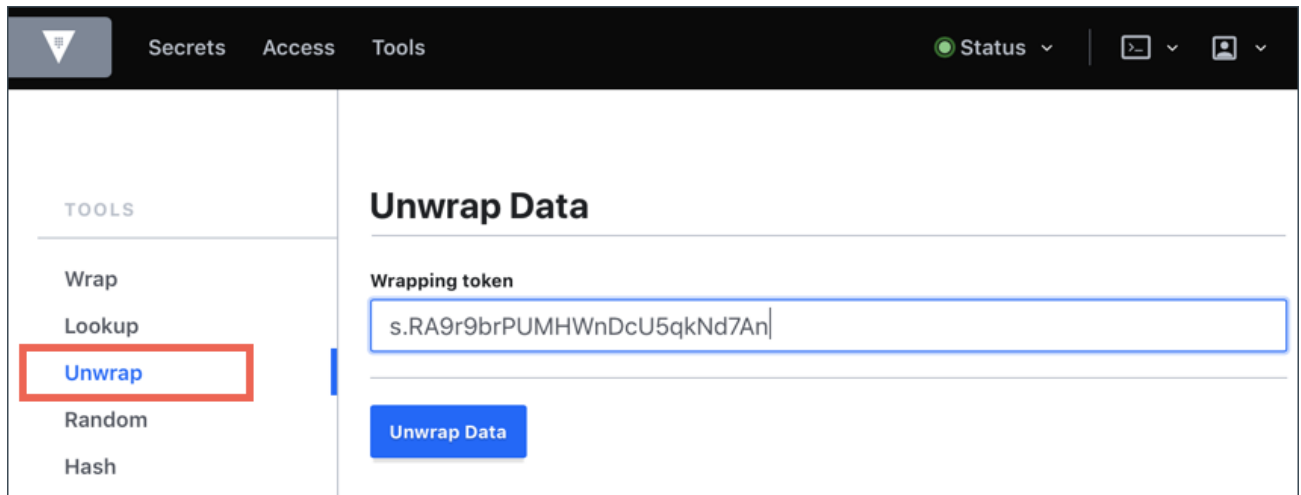 Secrets Access Tools Status
TOOLS
Wrap
Lookup
Unwrap
Random
Hash
Unwrap Data
Wrapping token
s.RA9r9brPUMHWnDcU5qkNd7An
Unwrap Data